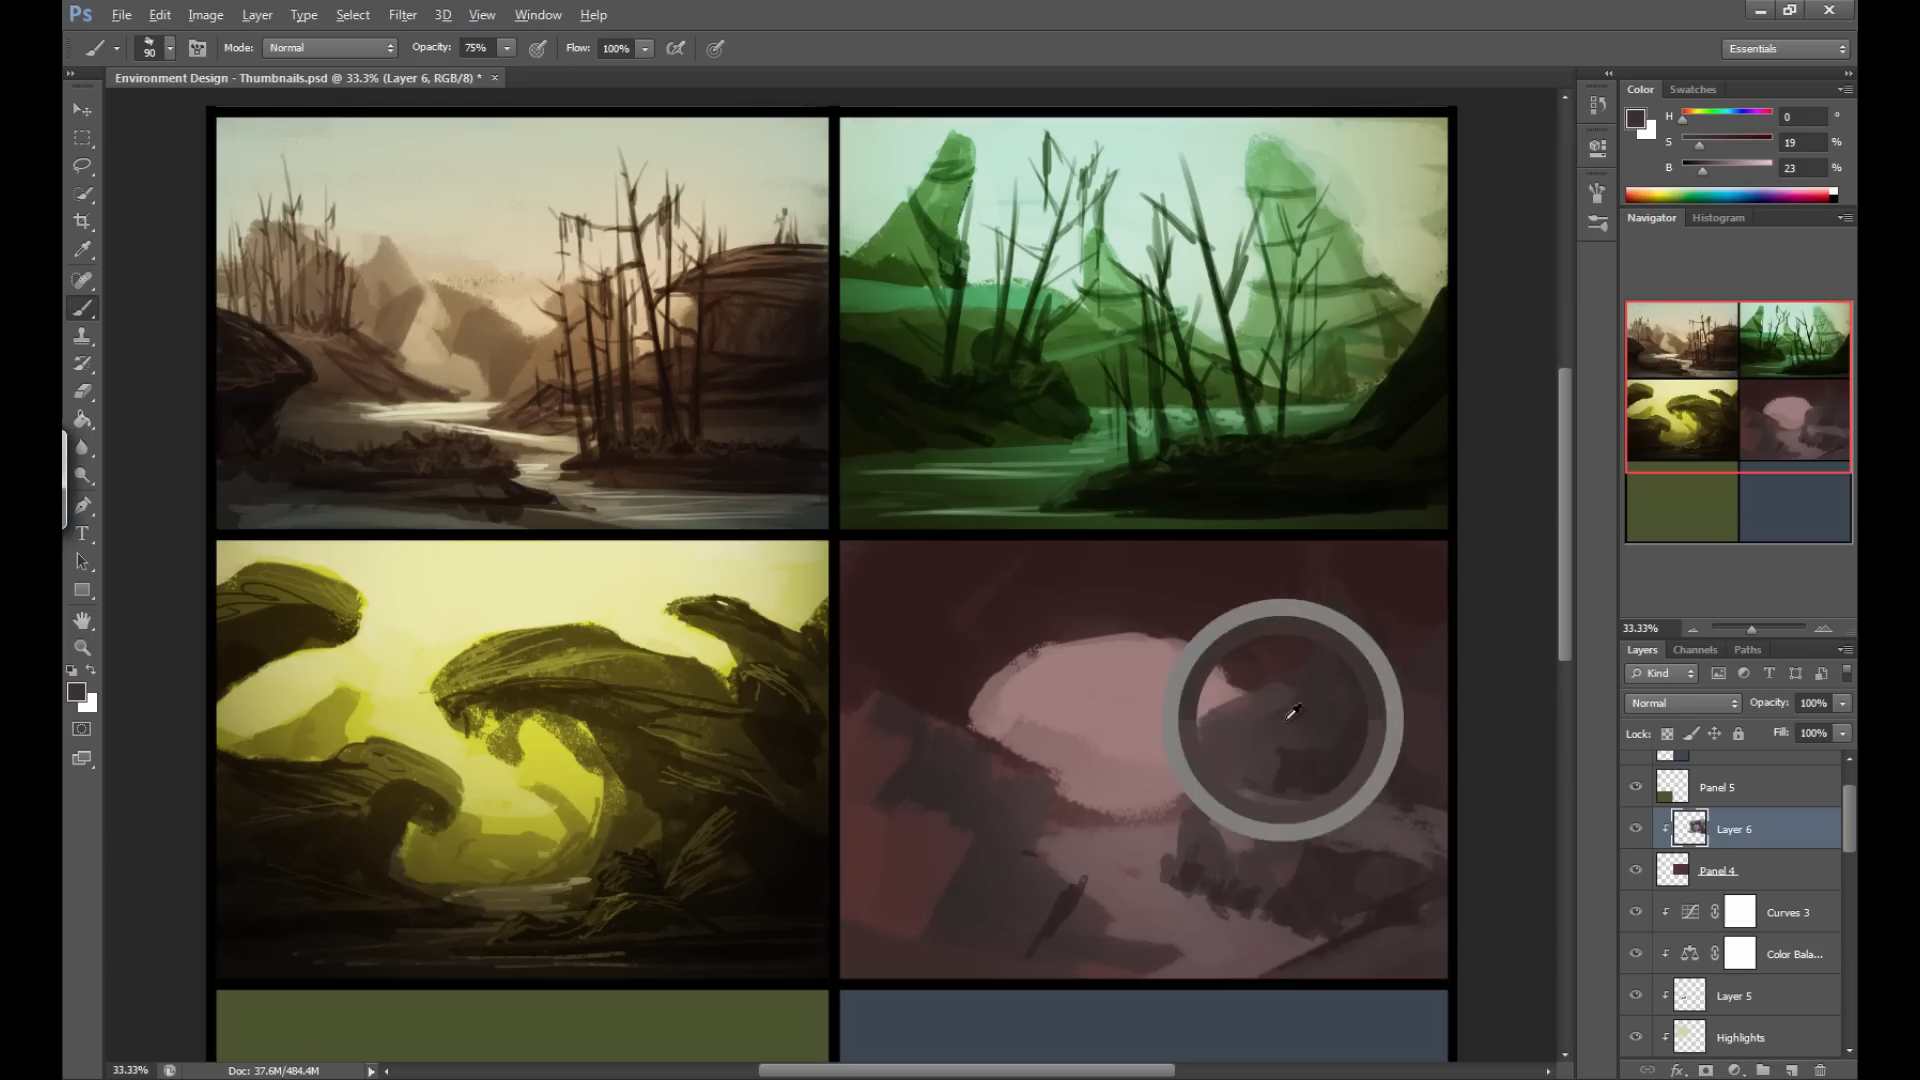 Ps File Edit Image Layer Type Select Filter 3D View Window Help
90 Mode: Normal Opacity: 75% Flow: 100% Essentials
Environment Design - Thumbnails.psd @ 33.3% (Layer 6, RGB/8) *
Color Swatches
H 0 °
S 19 %
B 23 %
Navigator Histogram
33.33%
Layers Channels Paths
Kind
Normal Opacity: 100%
Lock: Fill: 100%
Panel 5
Layer 6
Panel 4
Curves 3
Color Bala...
Layer 5
Highlights
33.33% Doc: 37.6M/484.4M